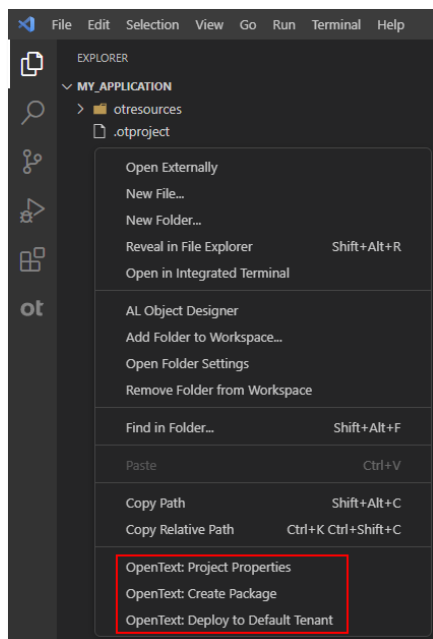 File Edit Selection View Go Run Terminal Help
EXPLORER
MY_APPLICATION
otresources
.otproject
Open Externally
New File...
New Folder...
Reveal in File Explorer Shift+Alt+R
Open in Integrated Terminal
AL Object Designer
Add Folder to Workspace...
Open Folder Settings
Remove Folder from Workspace
Find in Folder... Shift+Alt+F
Paste Ctrl+V
Copy Path Shift+Alt+C
Copy Relative Path Ctrl+K Ctrl+Shift+C
OpenText: Project Properties
OpenText: Create Package
OpenText: Deploy to Default Tenant
ot